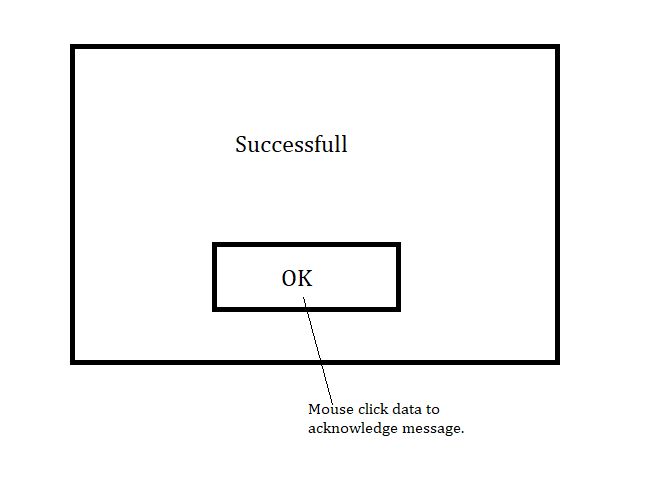 Successfull
OK
Mouse click data to
acknowledge message.